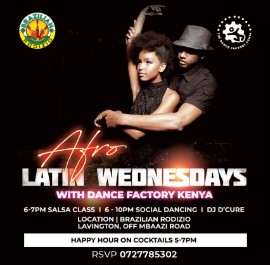 Afro
LATIN WEDNESDAYS
WITH DANCE FACTORY KENYA
6-7PM SALSA CLASS I 6 - 10PM SOCIAL DANCING I DJ D'CURE
LOCATION | BRAZILIAN RODIZIO
LAVINGTON, OFF MBAAZI ROAD
HAPPY HOUR ON COCKTAILS 5-7PM
RSVP 0727785302